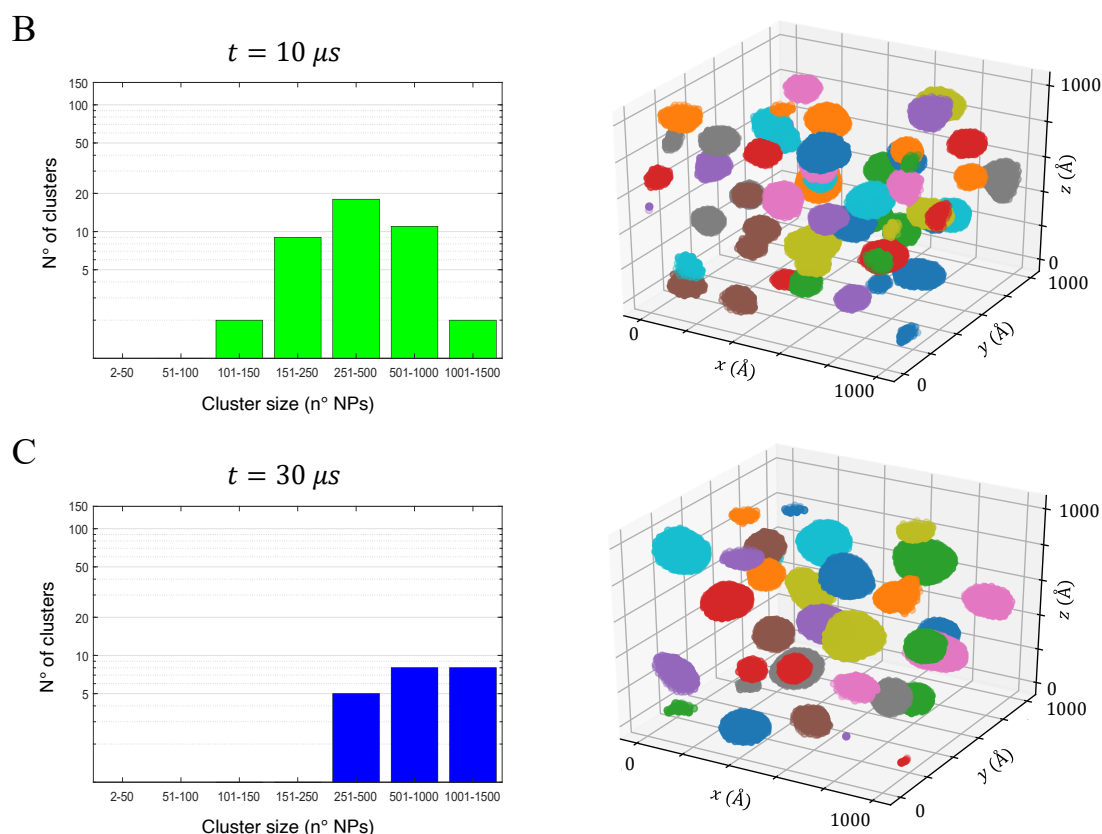 B
t = 10 μs
150
100
50
20
10
5
N° of clusters
2-50 51-100 101-150 151-250 251-500 501-1000 1001-1500
Cluster size (n° NPs)
1000
z (Å)
0
1000
y (Å)
0
0
x (Å)
1000
C
t = 30 μs
150
100
50
20
10
5
N° of clusters
2-50 51-100 101-150 151-250 251-500 501-1000 1001-1500
Cluster size (n° NPs)
1000
z (Å)
0
1000
y (Å)
0
0
x (Å)
1000